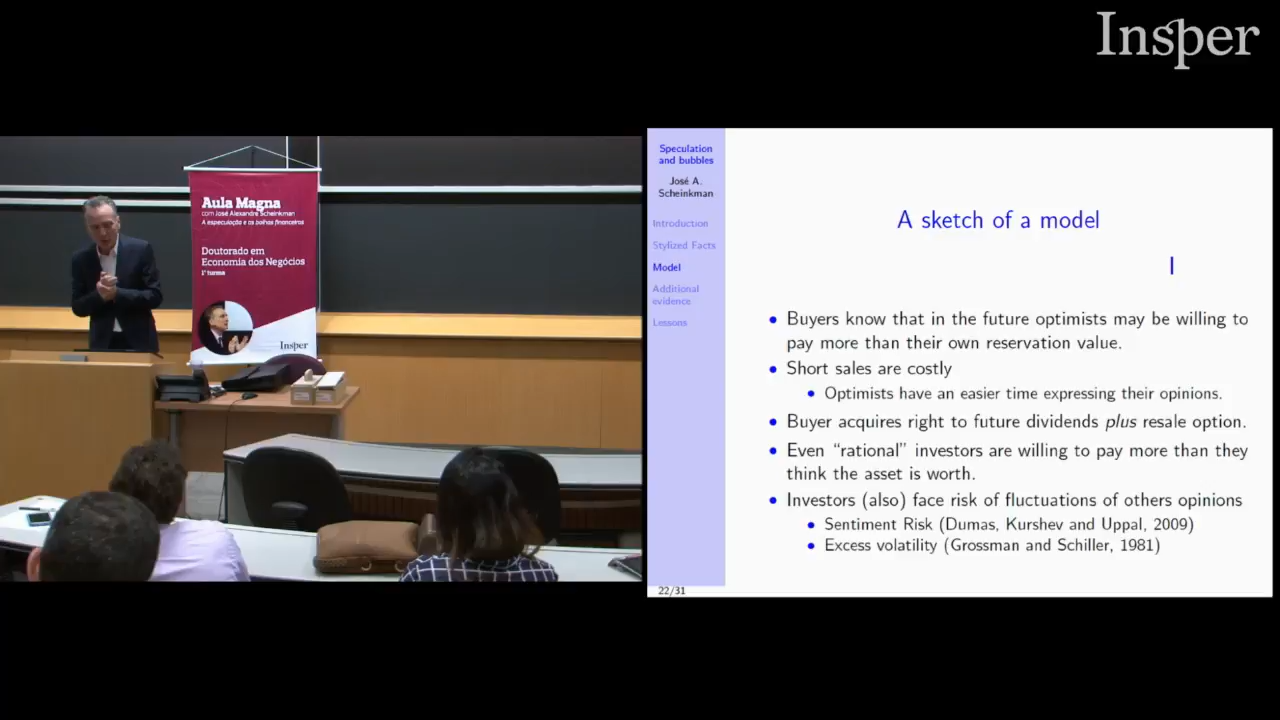 Insper
Aula Magna
com José Alexandre Scheinkman
A especulação e as bolhas financeiras
Doutorado em
Economia dos Negócios
1ª turma
Insper
Speculation
and bubbles
José A.
Scheinkman
Introduction
Stylized Facts
Model
Additional
evidence
Lessons
A sketch of a model
• Buyers know that in the future optimists may be willing to
pay more than their own reservation value.
• Short sales are costly
• Optimists have an easier time expressing their opinions.
• Buyer acquires right to future dividends plus resale option.
• Even “rational” investors are willing to pay more than they
think the asset is worth.
• Investors (also) face risk of fluctuations of others opinions
• Sentiment Risk (Dumas, Kurshev and Uppal, 2009)
• Excess volatility (Grossman and Schiller, 1981)
22/31